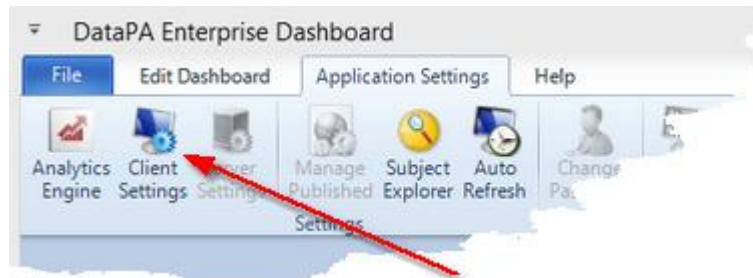 DataPA Enterprise Dashboard
File Edit Dashboard Application Settings Help
Analytics Client Server Manage Subject Auto Change
Engine Settings Settings Published Explorer Refresh
Settings